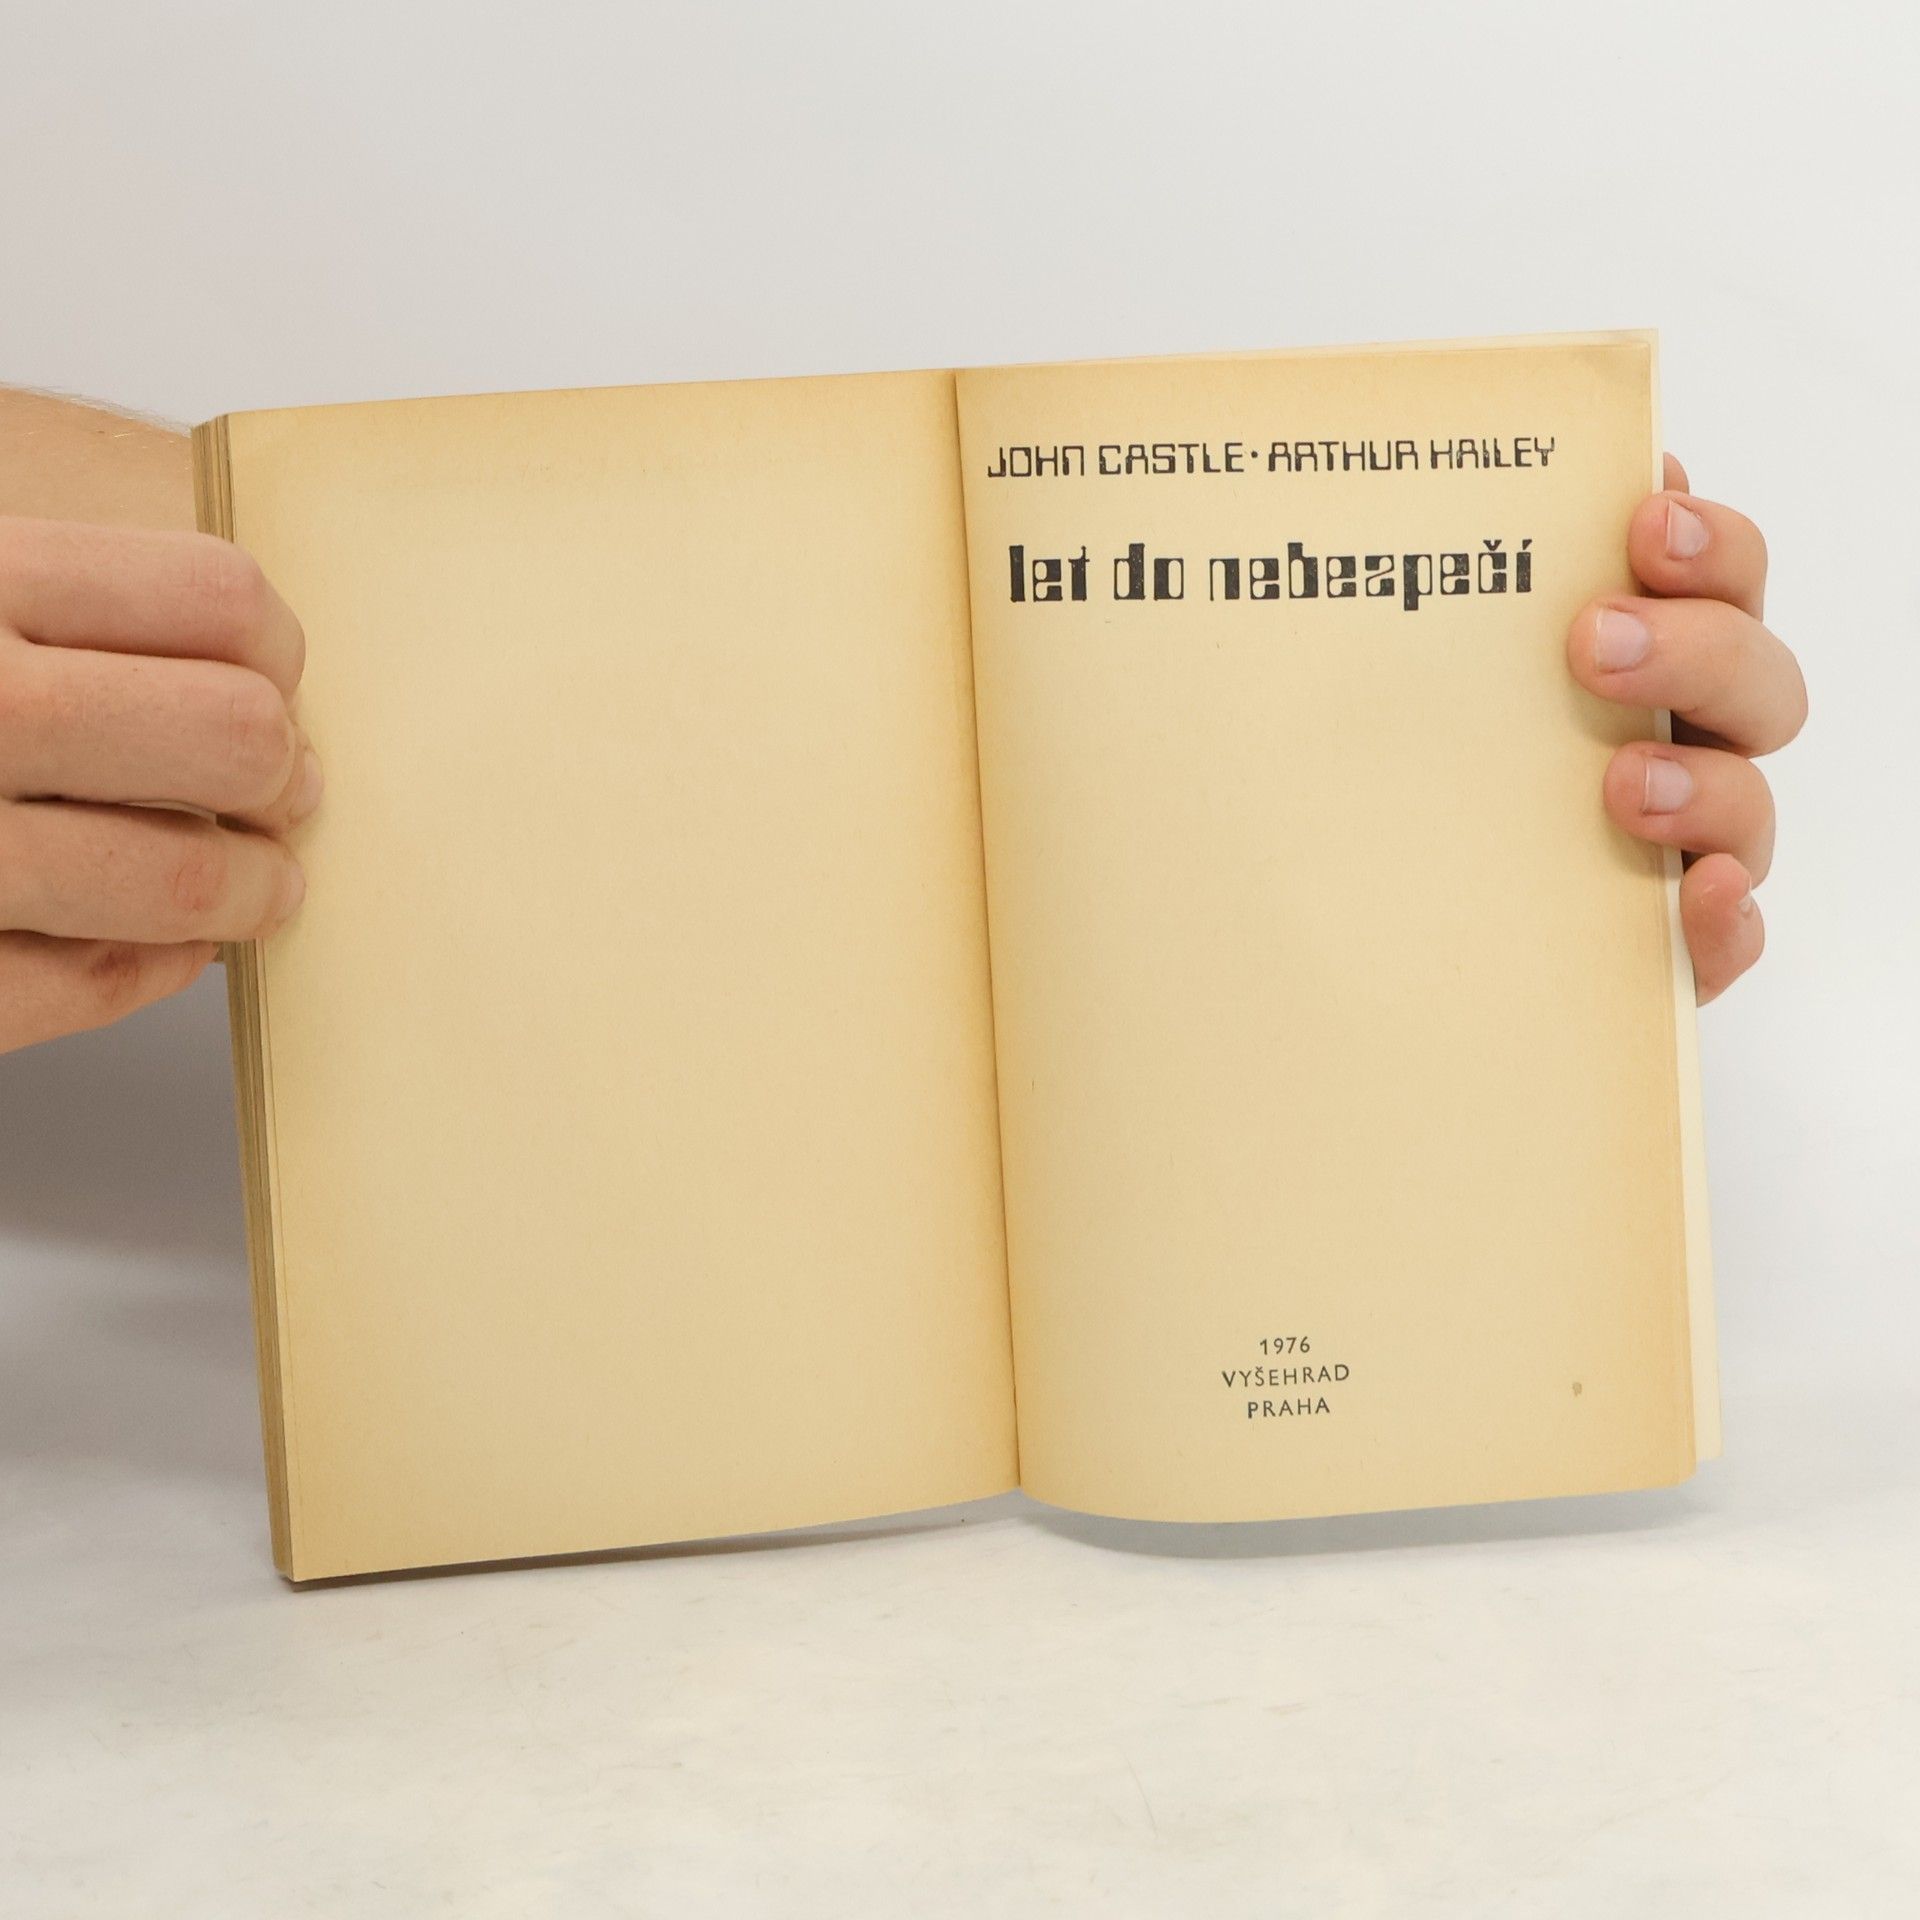 JOHN CASTLE · ARTHUR HAILEY
let do nebezpečí
1976
VYŠEHRAD
PRAHA